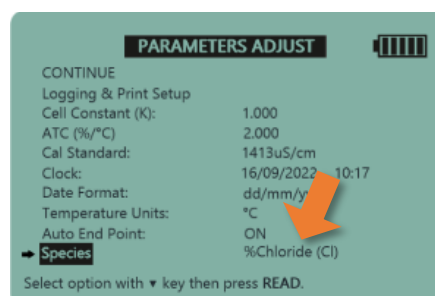 PARAMETERS ADJUST
CONTINUE
Logging & Print Setup
Cell Constant (K): 1.000
ATC (%/°C) 2.000
Cal Standard: 1413uS/cm
Clock: 16/09/2022 10:17
Date Format: dd/mm/y
Temperature Units: °C
Auto End Point: ON
Species %Chloride (Cl)
Select option with ▼ key then press READ.